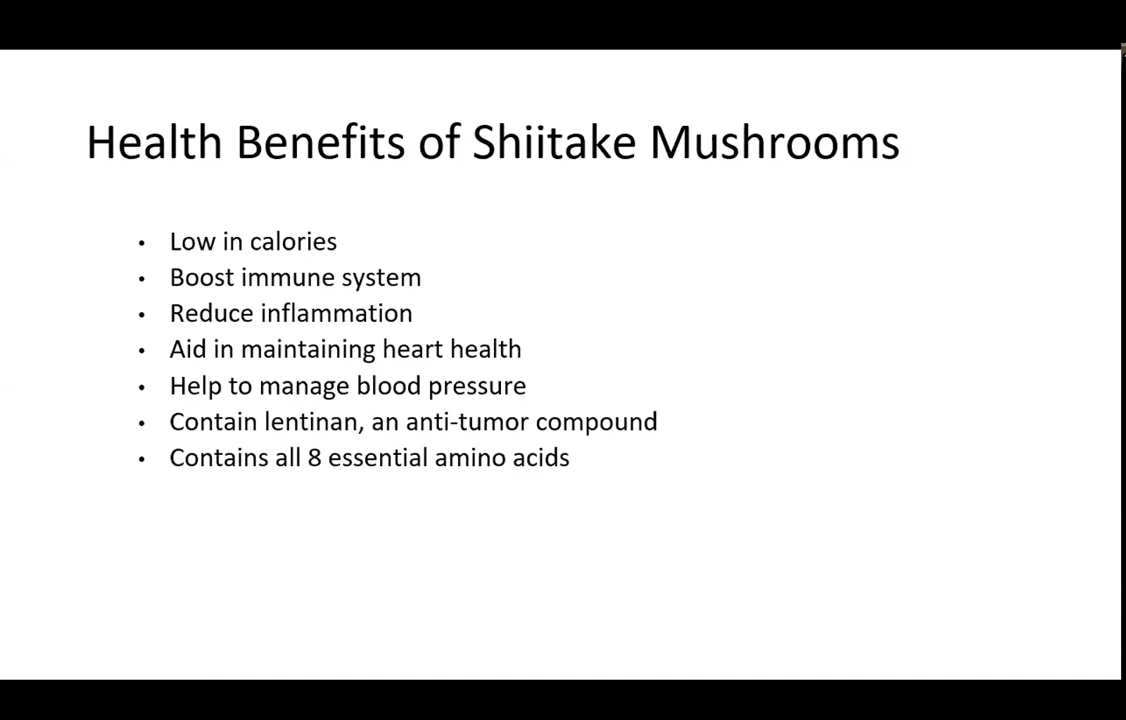 Health Benefits of Shiitake Mushrooms
• Low in calories
• Boost immune system
• Reduce inflammation
• Aid in maintaining heart health
• Help to manage blood pressure
• Contain lentinan, an anti-tumor compound
• Contains all 8 essential amino acids